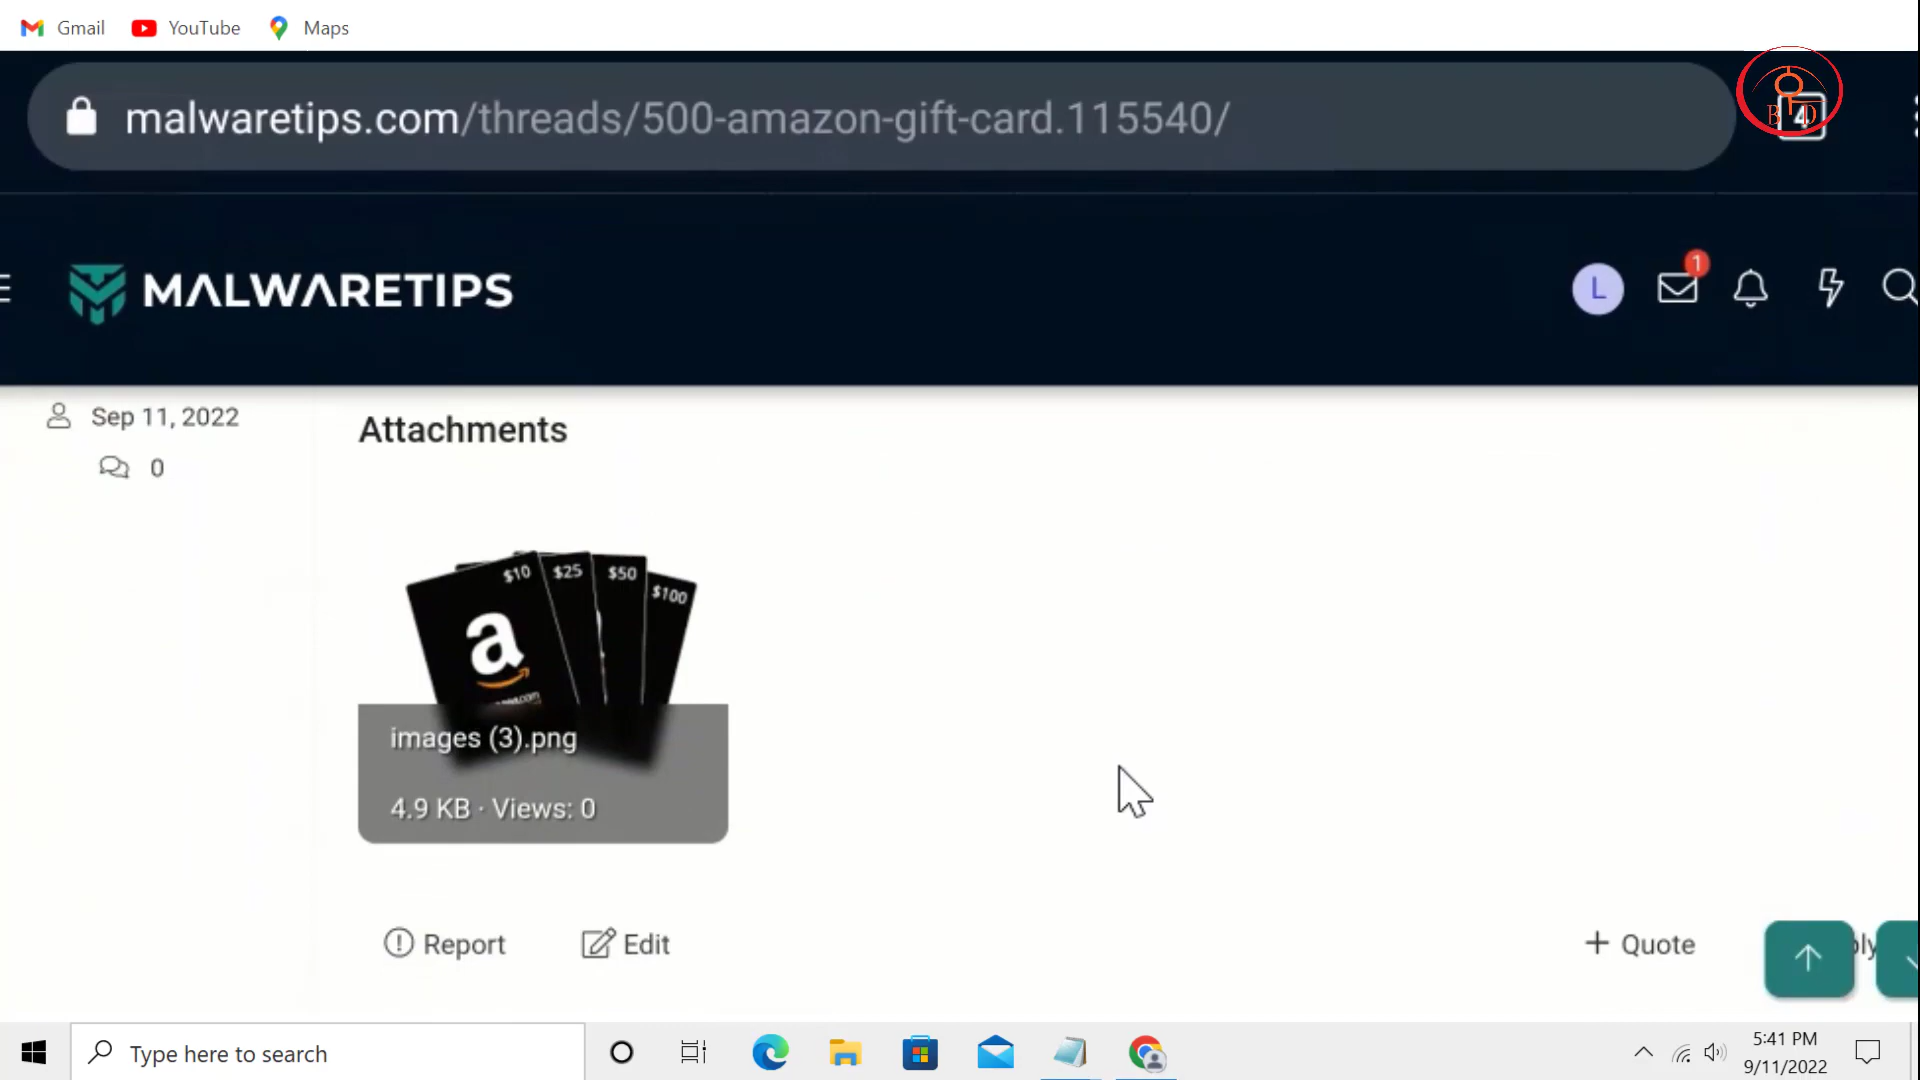 Gmail YouTube Maps
malwaretips.com/threads/500-amazon-gift-card.115540/
B D
4
MALWARETIPS
L
1
Sep 11, 2022
0
Attachments
$10 $25 $50 $100
a
images (3).png
4.9 KB · Views: 0
Report Edit + Quote
Type here to search
5:41 PM
9/11/2022